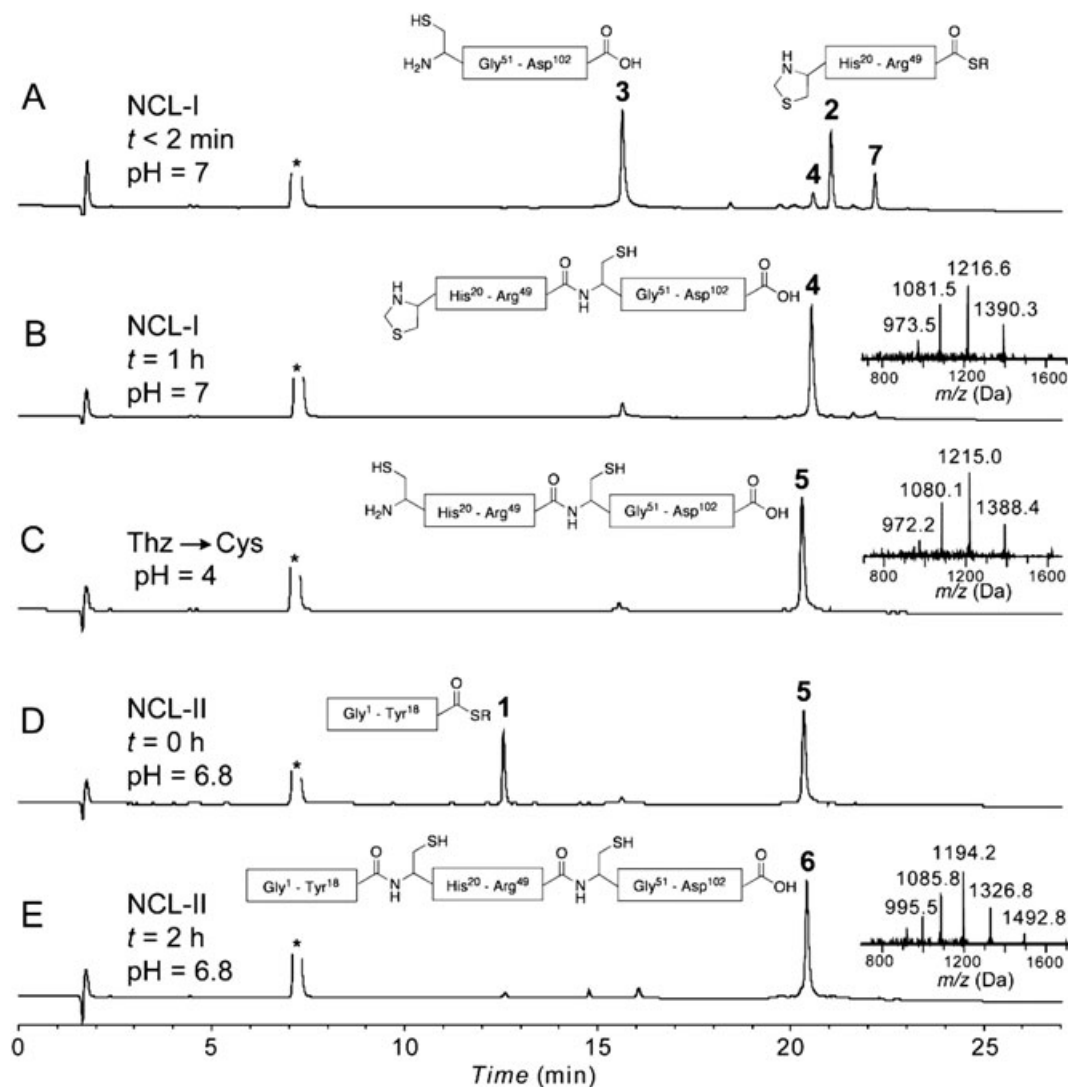 HS
O
H₂N
Gly⁵¹ - Asp¹⁰²
OH
3
HN
S
His²⁰ - Arg⁴⁹
O
SR
2
4
7
A
NCL-I
t < 2 min
pH = 7
*
B
NCL-I
t = 1 h
pH = 7
*
HN
S
His²⁰ - Arg⁴⁹
O
N
H
SH
Gly⁵¹ - Asp¹⁰²
O
OH
4
973.5
1081.5
1216.6
1390.3
800 1200 1600
m/z (Da)
C
Thz → Cys
pH = 4
*
HS
H₂N
His²⁰ - Arg⁴⁹
O
N
H
SH
Gly⁵¹ - Asp¹⁰²
O
OH
5
972.2
1080.1
1215.0
1388.4
800 1200 1600
m/z (Da)
D
NCL-II
t = 0 h
pH = 6.8
*
Gly¹ - Tyr¹⁸
O
SR
1
5
E
NCL-II
t = 2 h
pH = 6.8
*
Gly¹ - Tyr¹⁸
O
N
H
SH
His²⁰ - Arg⁴⁹
O
N
H
SH
Gly⁵¹ - Asp¹⁰²
O
OH
6
995.5
1085.8
1194.2
1326.8
1492.8
800 1200 1600
m/z (Da)
0 5 10 15 20 25
Time (min)